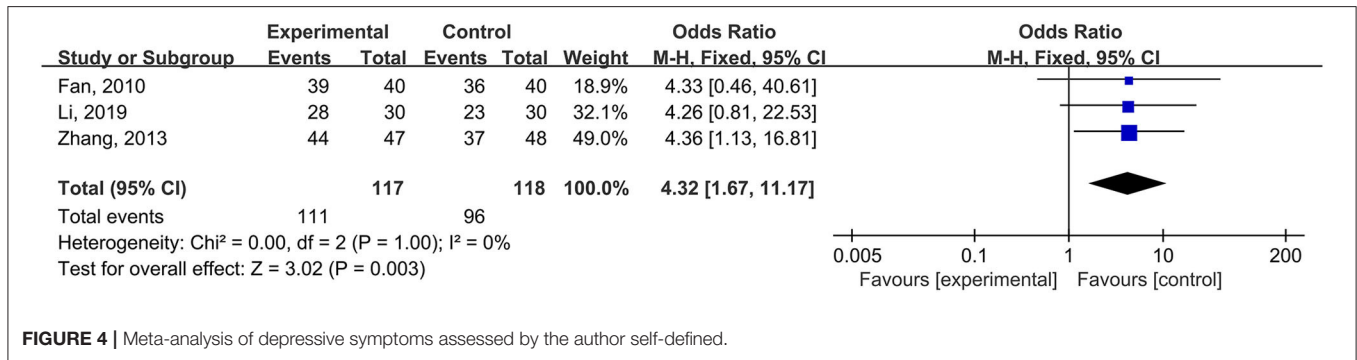 Experimental Control Odds Ratio Odds Ratio
Study or Subgroup Events Total Events Total Weight M-H, Fixed, 95% CI M-H, Fixed, 95% CI
Fan, 2010 39 40 36 40 18.9% 4.33 [0.46, 40.61]
Li, 2019 28 30 23 30 32.1% 4.26 [0.81, 22.53]
Zhang, 2013 44 47 37 48 49.0% 4.36 [1.13, 16.81]
Total (95% CI) 117 118 100.0% 4.32 [1.67, 11.17]
Total events 111 96
Heterogeneity: Chi² = 0.00, df = 2 (P = 1.00); I² = 0%
Test for overall effect: Z = 3.02 (P = 0.003)
0.005 0.1 1 10 200
Favours [experimental] Favours [control]
FIGURE 4 | Meta-analysis of depressive symptoms assessed by the author self-defined.